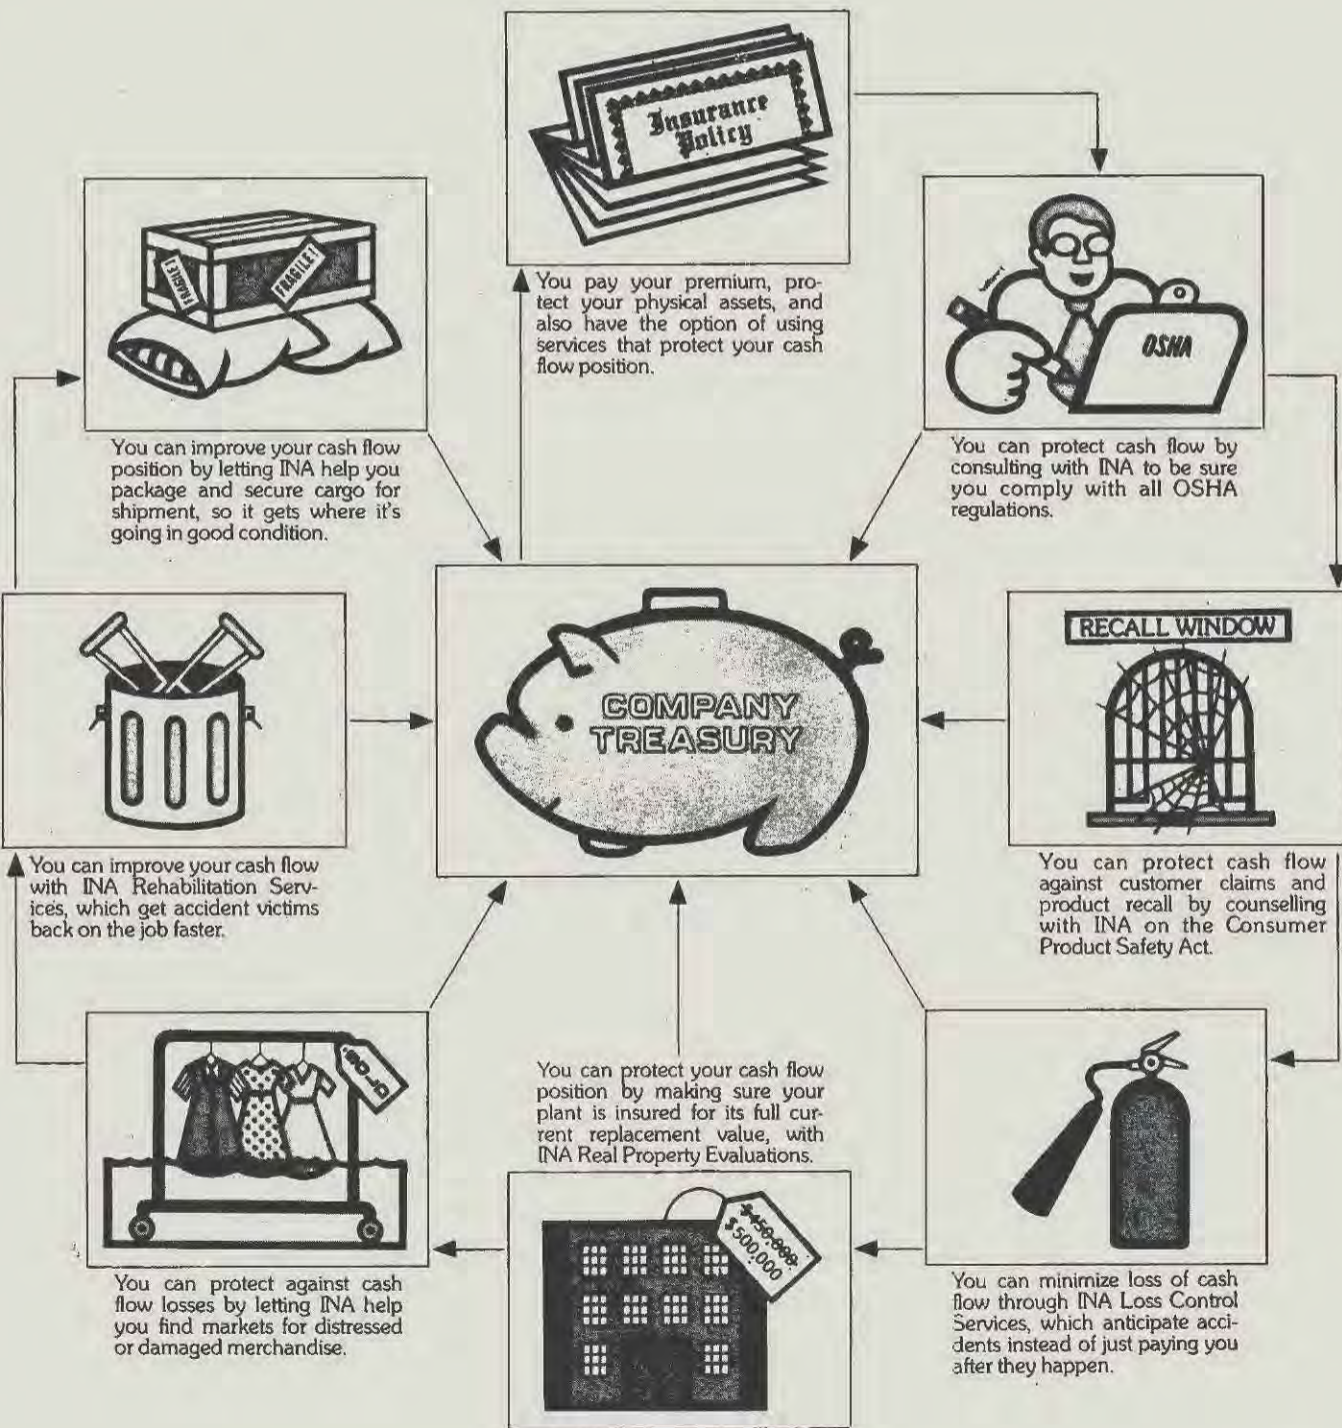 Insurance
Policy
You pay your premium, pro-
tect your physical assets, and
also have the option of using
services that protect your cash
flow position.
OSHA
You can protect cash flow by
consulting with INA to be sure
you comply with all OSHA
regulations.
RECALL WINDOW
You can protect cash flow
against customer claims and
product recall by counselling
with INA on the Consumer
Product Safety Act.
You can minimize loss of cash
flow through INA Loss Control
Services, which anticipate acci-
dents instead of just paying you
after they happen.
You can protect your cash flow
position by making sure your
plant is insured for its full cur-
rent replacement value, with
INA Real Property Evaluations.
$450.000
$500.000
You can protect against cash
flow losses by letting INA help
you find markets for distressed
or damaged merchandise.
You can improve your cash flow
with INA Rehabilitation Serv-
ices, which get accident victims
back on the job faster.
FRAGILE!
FRAGILE!
You can improve your cash flow
position by letting INA help you
package and secure cargo for
shipment, so it gets where it's
going in good condition.
COMPANY
TREASURY